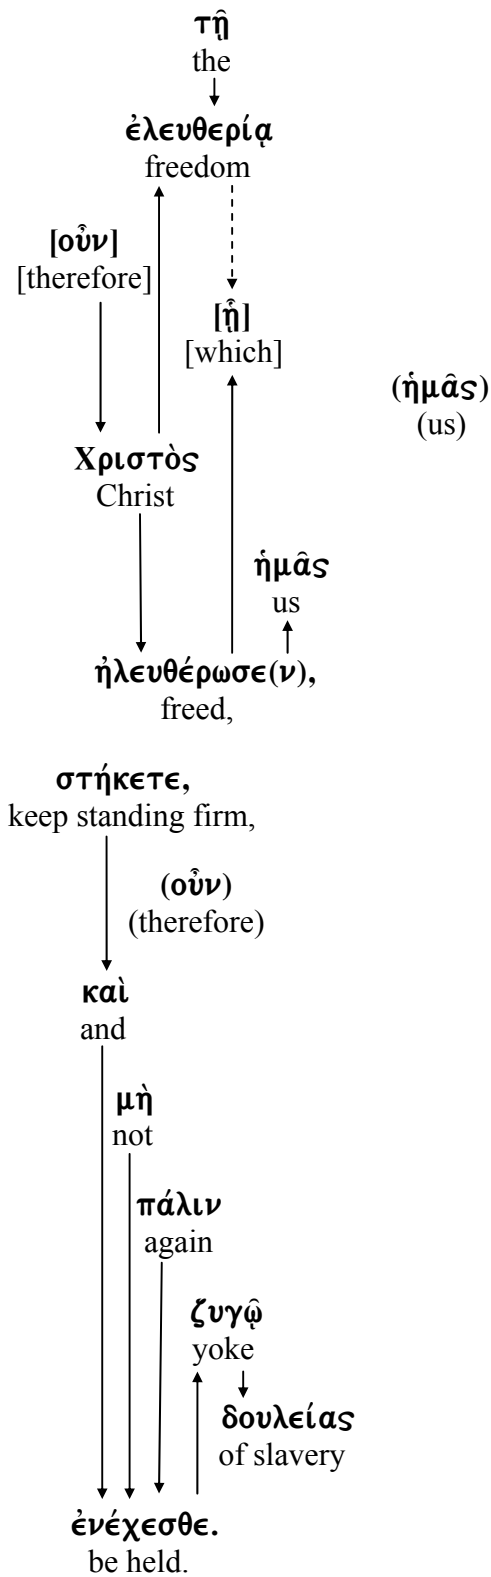 τῇ
the
ἐλευθερίᾳ
freedom
[οὖν]
[therefore]
[ᾗ]
[which]
(ἡμᾶς)
(us)
Χριστὸς
Christ
ἡμᾶς
us
ἠλευθέρωσε(ν),
freed,
στήκετε,
keep standing firm,
(οὖν)
(therefore)
καὶ
and
μὴ
not
πάλιν
again
ζυγῷ
yoke
δουλείας
of slavery
ἐνέχεσθε.
be held.